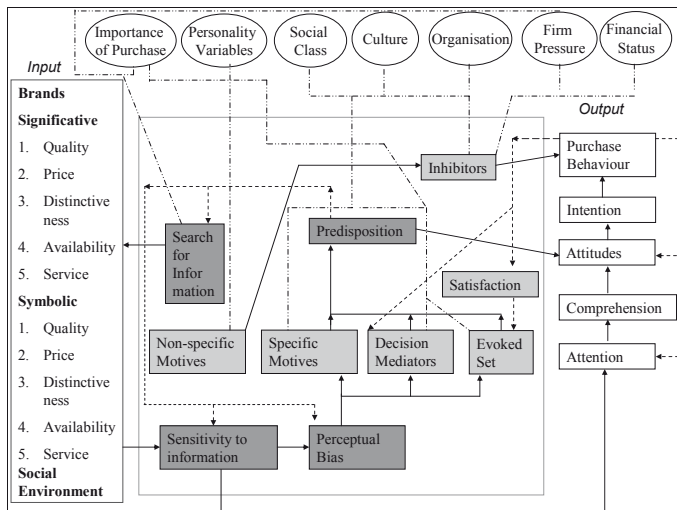 Importance
of Purchase
Personality
Variables
Social
Class
Culture
Organisation
Firm
Pressure
Financial
Status
Input
Output
Brands
Significative
1. Quality
2. Price
3. Distinctive
ness
4. Availability
5. Service
Symbolic
1. Quality
2. Price
3. Distinctive
ness
4. Availability
5. Service
Social
Environment
Search
for
Infor
mation
Inhibitors
Predisposition
Satisfaction
Non-specific
Motives
Specific
Motives
Decision
Mediators
Evoked
Set
Sensitivity to
information
Perceptual
Bias
Purchase
Behaviour
Intention
Attitudes
Comprehension
Attention